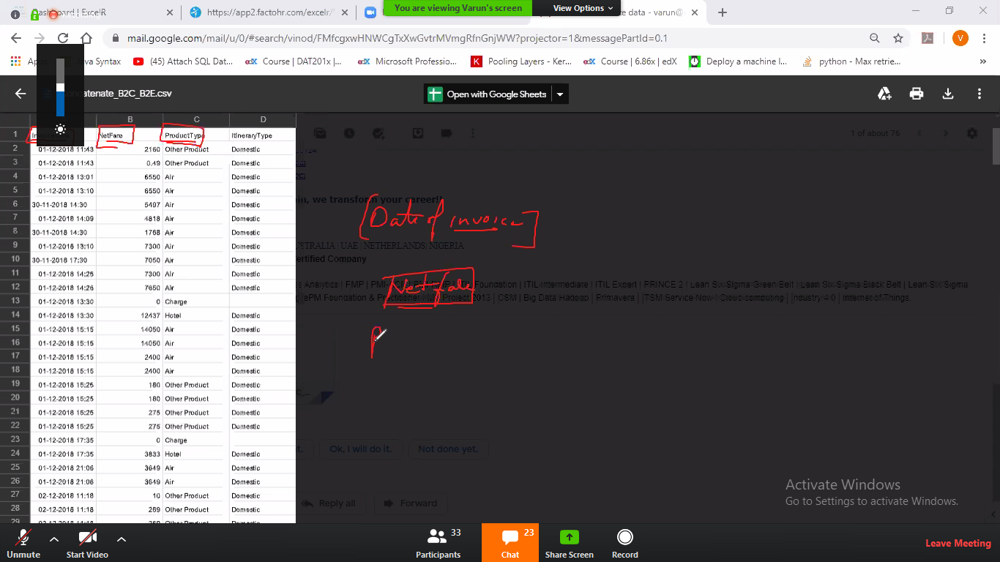 Dashboard | ExcelR
https://app2.factohr.com/excelr/
You are viewing Varun's screen
View Options
te data - varun@
mail.google.com/mail/u/0/#search/vinod/FMfcgxwHNWCgTxXwGvtrMVmgRfnGnjWW?projector=1&messagePartId=0.1
V
Java Syntax
(45) Attach SQL Dat...
Course | DAT201x |...
Microsoft Professio...
Pooling Layers - Ker...
Course | 6.86x | edX
Deploy a machine l...
python - Max retrie...
concatenate_B2C_B2E.csv
Open with Google Sheets
B C D
1 NetFare ProductType ItineraryType
1 of about 76
2 01-12-2018 11:43 2160 Other Product Domestic
3 01-12-2018 11:43 0.49 Other Product Domestic
4 01-12-2018 13:01 6550 Air Domestic
5 01-12-2018 13:10 6550 Air Domestic
in, we transform your career!!
6 30-11-2018 14:30 5497 Air Domestic
7 01-12-2018 14:09 4818 Air Domestic
[Date of invoice]
8 30-11-2018 14:30 1768 Air Domestic
9 01-12-2018 13:10 7300 Air Domestic
USTRALIA | UAE | NETHERLANDS| NIGERIA
10 30-11-2018 17:30 7050 Air Domestic
ertified Company
11 01-12-2018 14:25 7300 Air Domestic
12 01-12-2018 14:26 7650 Air Domestic
Analytics | FMP | Foundation | ITIL Intermediate | ITIL Expert | PRINCE 2 | Lean Six Sigma Green Belt | Lean Six Sigma Black Belt | Lean Six Sigma
Net fare
ePM Foundation & Practitioner Project 2013 | CSM | Big Data Hadoop | Primavera | TSM Service Now | Cloud computing | Industry 4.0 | Internet of Things.
13 01-12-2018 13:30 0 Charge
14 01-12-2018 13:30 12437 Hotel Domestic
15 01-12-2018 15:15 14050 Air Domestic
P
16 01-12-2018 15:15 14050 Air Domestic
17 01-12-2018 15:15 2400 Air Domestic
18 01-12-2018 15:15 2400 Air Domestic
19 01-12-2018 15:25 180 Other Product Domestic
20 01-12-2018 15:25 180 Other Product Domestic
21 01-12-2018 15:25 275 Other Product Domestic
22 01-12-2018 15:25 275 Other Product Domestic
23 01-12-2018 17:35 0 Charge
Ok, I will do it. Not done yet.
24 01-12-2018 17:35 3833 Hotel Domestic
25 01-12-2018 21:06 3649 Air Domestic
26 01-12-2018 21:06 3649 Air Domestic
27 02-12-2018 11:18 10 Other Product Domestic
28 02-12-2018 11:18 269 Other Product Domestic
Reply all Forward
29 Other Product Domestic
Activate Windows
Go to Settings to activate Windows.
Unmute
Start Video
33
Participants
23
Chat
Share Screen
Record
Leave Meeting